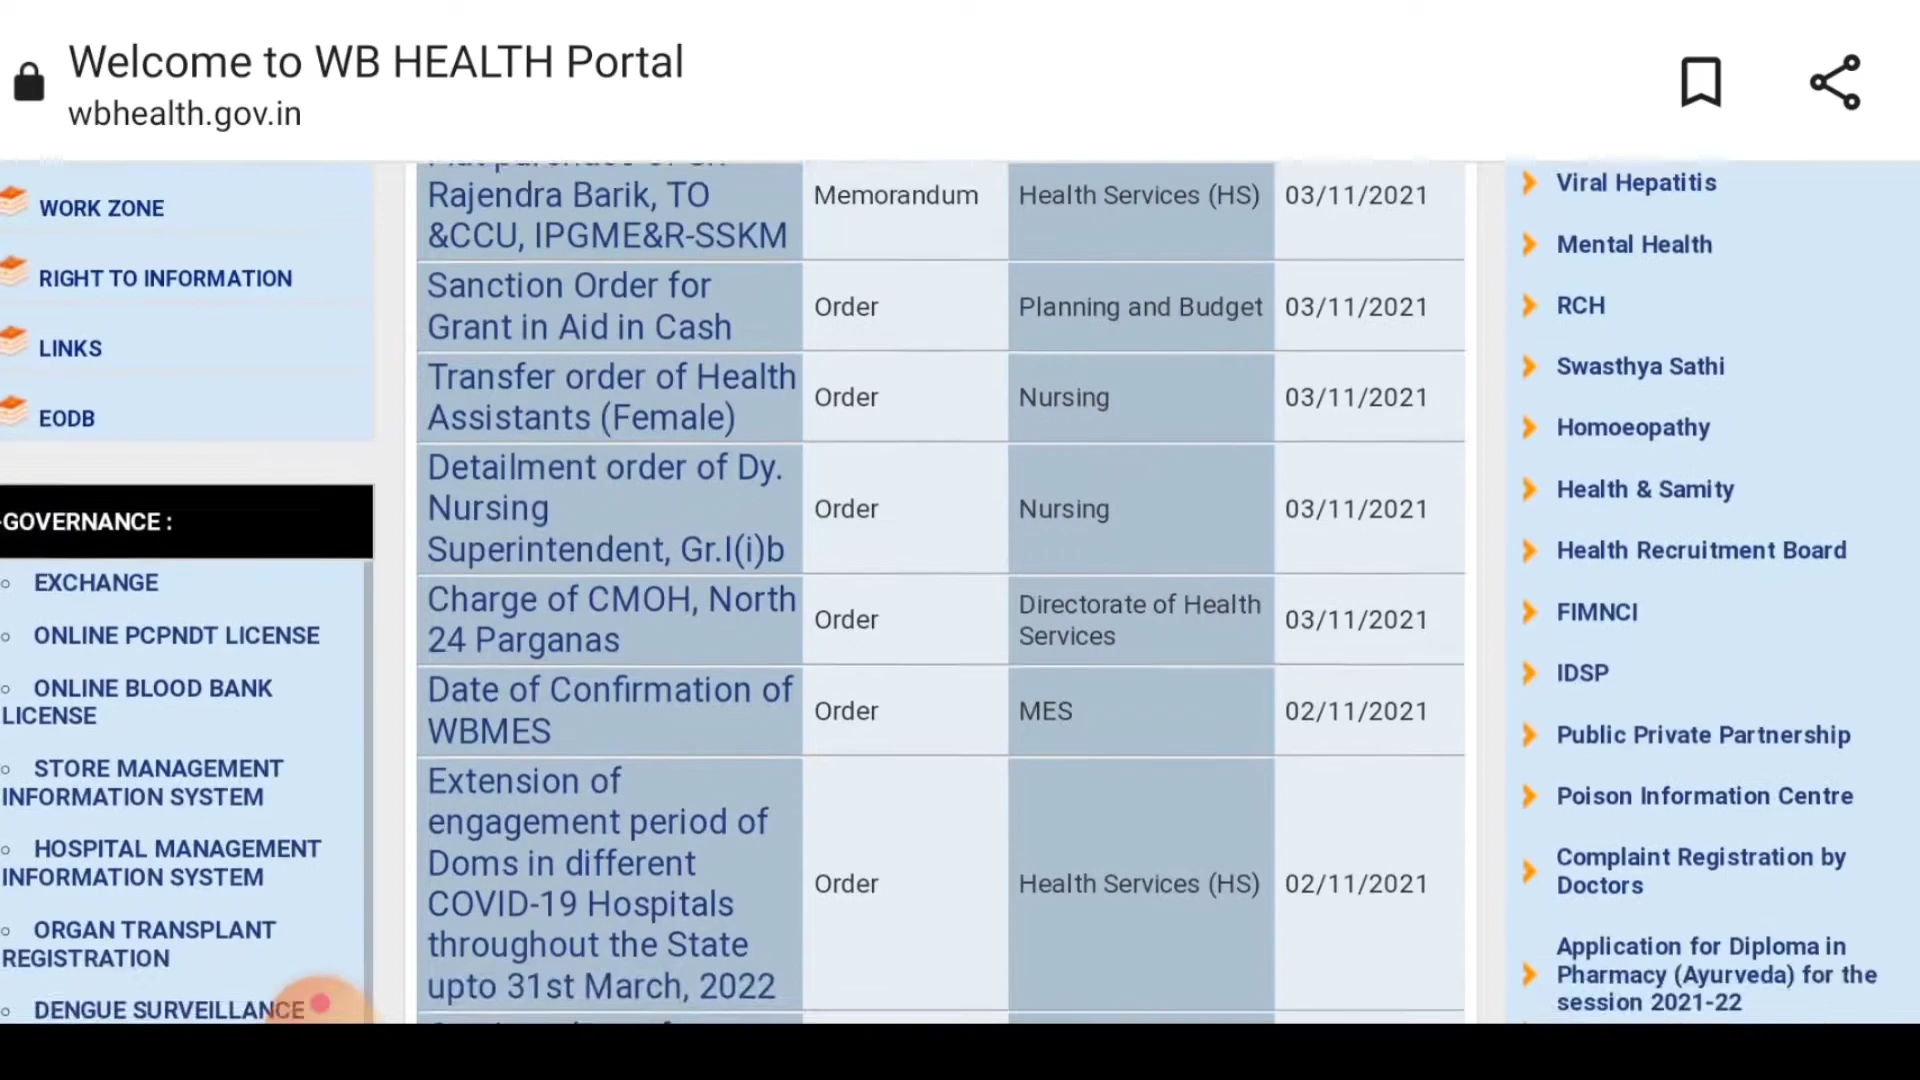 Welcome to WB HEALTH Portal
wbhealth.gov.in
WORK ZONE
RIGHT TO INFORMATION
LINKS
EODB
-GOVERNANCE :
EXCHANGE
ONLINE PCPNDT LICENSE
ONLINE BLOOD BANK
LICENSE
STORE MANAGEMENT
INFORMATION SYSTEM
HOSPITAL MANAGEMENT
INFORMATION SYSTEM
ORGAN TRANSPLANT
REGISTRATION
DENGUE SURVEILLANCE
Rajendra Barik, TO
&CCU, IPGME&R-SSKM
Memorandum
Health Services (HS)
03/11/2021
Sanction Order for
Grant in Aid in Cash
Order
Planning and Budget
03/11/2021
Transfer order of Health
Assistants (Female)
Order
Nursing
03/11/2021
Detailment order of Dy.
Nursing
Superintendent, Gr.I(i)b
Order
Nursing
03/11/2021
Charge of CMOH, North
24 Parganas
Order
Directorate of Health
Services
03/11/2021
Date of Confirmation of
WBMES
Order
MES
02/11/2021
Extension of
engagement period of
Doms in different
COVID-19 Hospitals
throughout the State
upto 31st March, 2022
Order
Health Services (HS)
02/11/2021
Viral Hepatitis
Mental Health
RCH
Swasthya Sathi
Homoeopathy
Health & Samity
Health Recruitment Board
FIMNCI
IDSP
Public Private Partnership
Poison Information Centre
Complaint Registration by
Doctors
Application for Diploma in
Pharmacy (Ayurveda) for the
session 2021-22